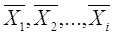 X̅₁, X̅₂,..., X̅ᵢ